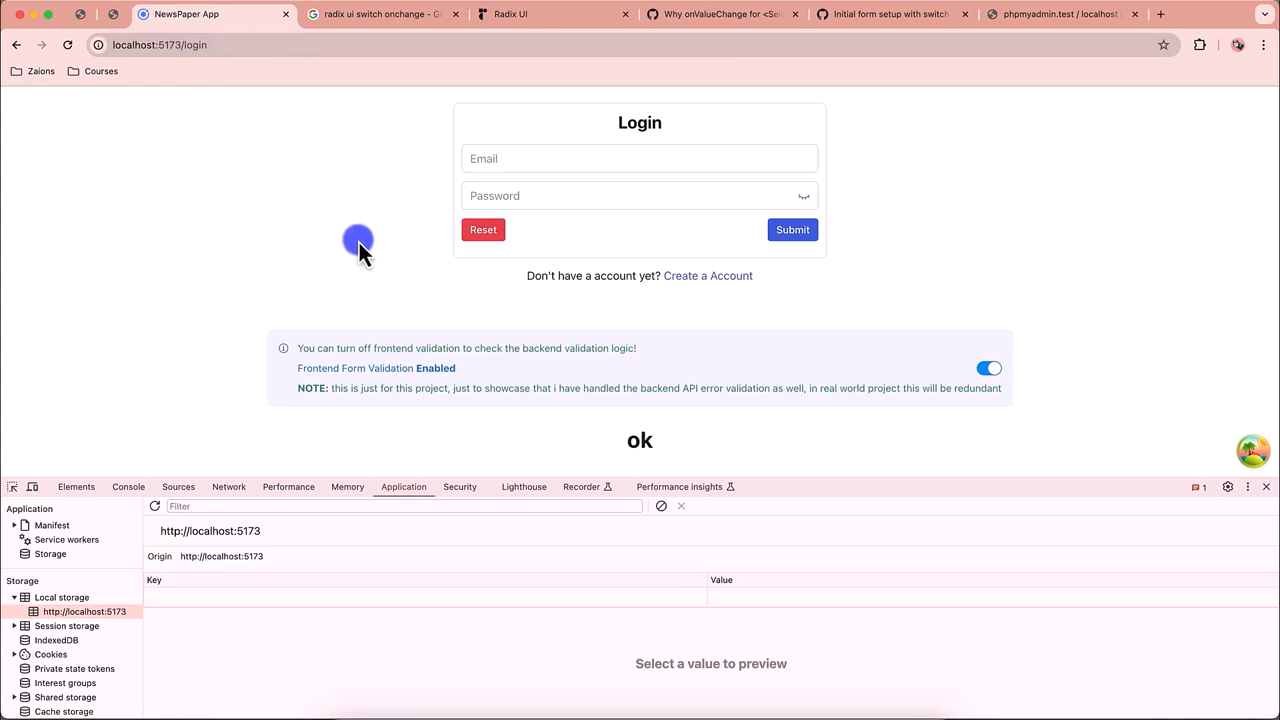 NewsPaper App
radix ui switch onchange - G
Radix UI
Why onValueChange for <Sel
Initial form setup with switch
phpmyadmin.test / localhost
localhost:5173/login
Zaions
Courses
Login
Email
Password
Reset
Submit
Don't have a account yet? Create a Account
You can turn off frontend validation to check the backend validation logic!
Frontend Form Validation Enabled
NOTE: this is just for this project, just to showcase that i have handled the backend API error validation as well, in real world project this will be redundant
ok
Elements
Console
Sources
Network
Performance
Memory
Application
Security
Lighthouse
Recorder
Performance insights
1
Application
Filter
Manifest
Service workers
Storage
http://localhost:5173
Origin http://localhost:5173
Storage
Key
Value
Local storage
http://localhost:5173
Session storage
IndexedDB
Cookies
Private state tokens
Interest groups
Shared storage
Cache storage
Select a value to preview